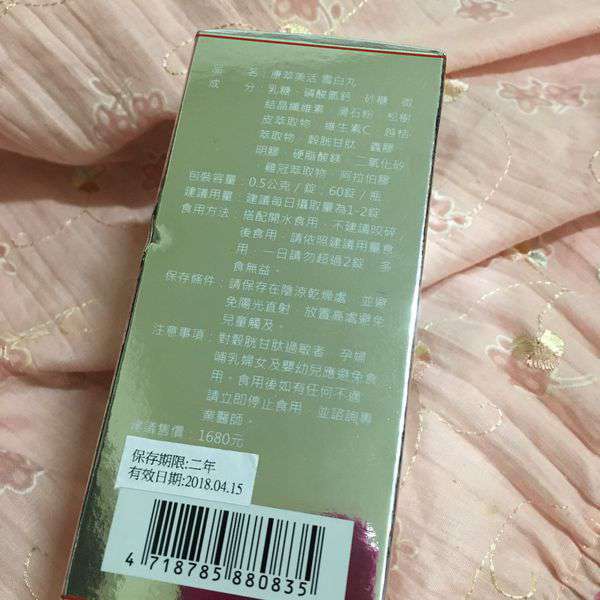 品 名：康萃美活 雪白丸
成 分：乳糖、磷酸氫鈣、砂糖、微
結晶纖維素、滑石粉、松樹
皮萃取物、維生素C、
萃取物、穀胱甘肽、蟲膠、
明膠、硬脂酸鎂、二氧化矽、
雞冠萃取物、阿拉伯膠
包裝容量：0.5公克/錠，60錠/瓶
建議用量：建議每日攝取量為1-2錠
食用方法：搭配開水食用，不建議咬碎
後食用，請依照建議用量食
用，一日請勿超過2錠，多
食無益。
保存條件：請保存在陰涼乾燥處，並避
免陽光直射，放置高處避免
兒童觸及。
注意事項：對穀胱甘肽過敏者、孕婦、
哺乳婦女及嬰幼兒應避免食
用。食用後如有任何不適，
請立即停止食用，並諮詢專
業醫師。
建議售價：1680元
保存期限:二年
有效日期:2018.04.15
4 718785 880835